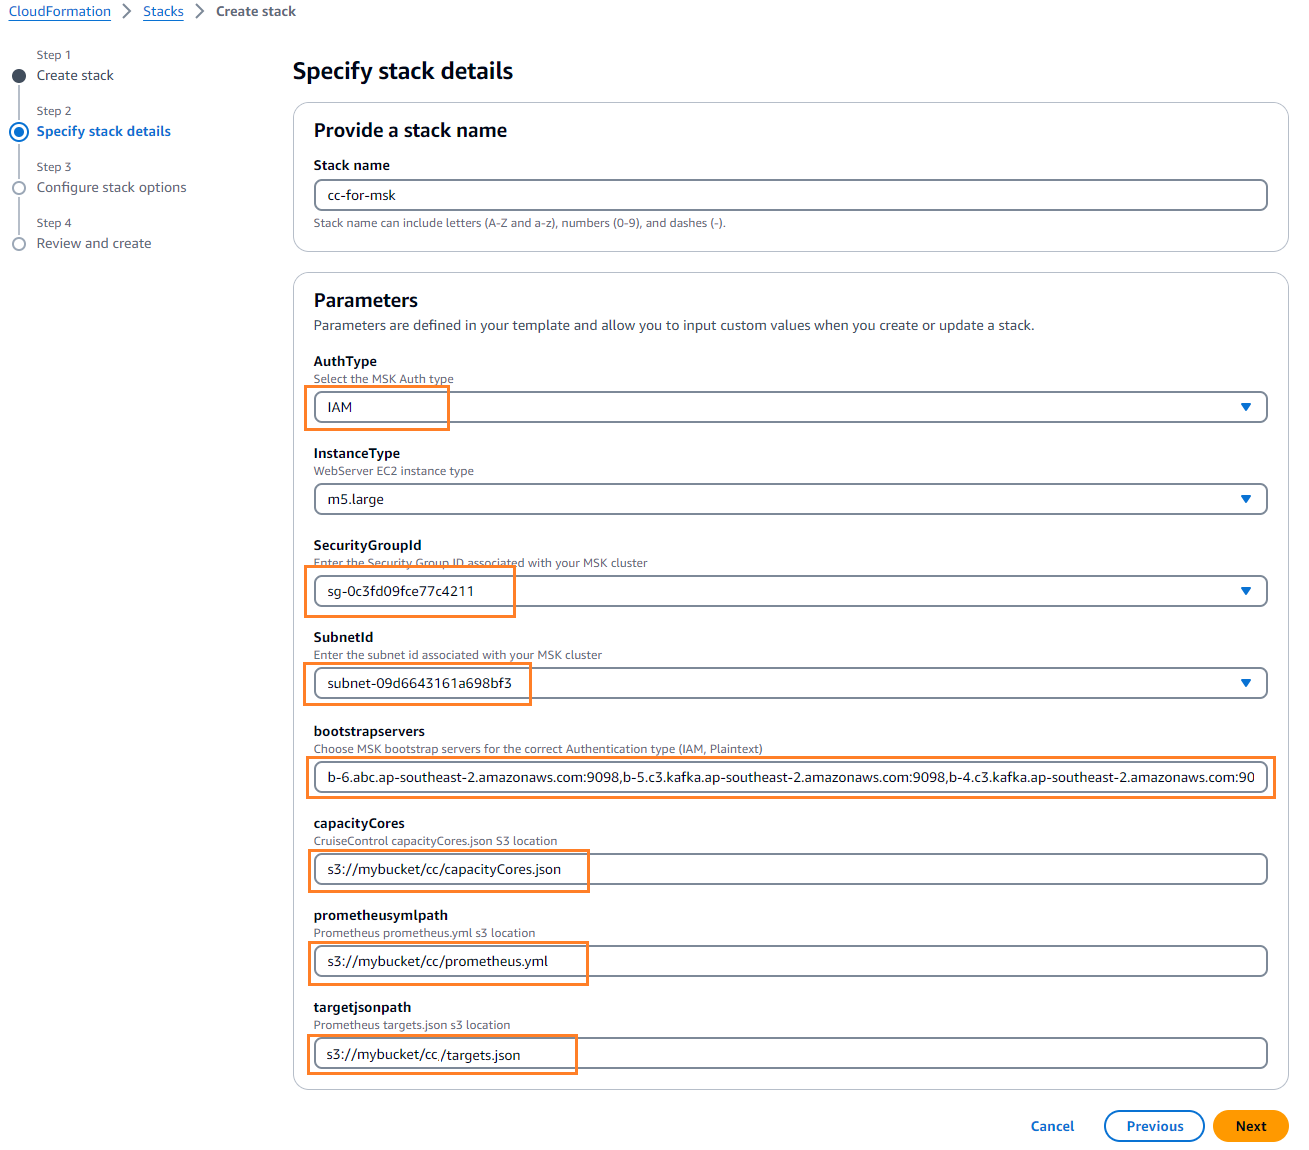 CloudFormation > Stacks > Create stack
Step 1
Create stack
Step 2
Specify stack details
Step 3
Configure stack options
Step 4
Review and create
Specify stack details
Provide a stack name
Stack name
cc-for-msk
Stack name can include letters (A-Z and a-z), numbers (0-9), and dashes (-).
Parameters
Parameters are defined in your template and allow you to input custom values when you create or update a stack.
AuthType
Select the MSK Auth type
IAM
InstanceType
WebServer EC2 instance type
m5.large
SecurityGroupId
Enter the Security Group ID associated with your MSK cluster
sg-0c3fd09fce77c4211
SubnetId
Enter the subnet id associated with your MSK cluster
subnet-09d6643161a698bf3
bootstrapservers
Choose MSK bootstrap servers for the correct Authentication type (IAM, Plaintext)
b-6.abc.ap-southeast-2.amazonaws.com:9098,b-5.c3.kafka.ap-southeast-2.amazonaws.com:9098,b-4.c3.kafka.ap-southeast-2.amazonaws.com:90
capacityCores
CruiseControl capacityCores.json S3 location
s3://mybucket/cc/capacityCores.json
prometheusymlpath
Prometheus prometheus.yml s3 location
s3://mybucket/cc/prometheus.yml
targetjsonpath
Prometheus targets.json s3 location
s3://mybucket/cc/targets.json
Cancel
Previous
Next